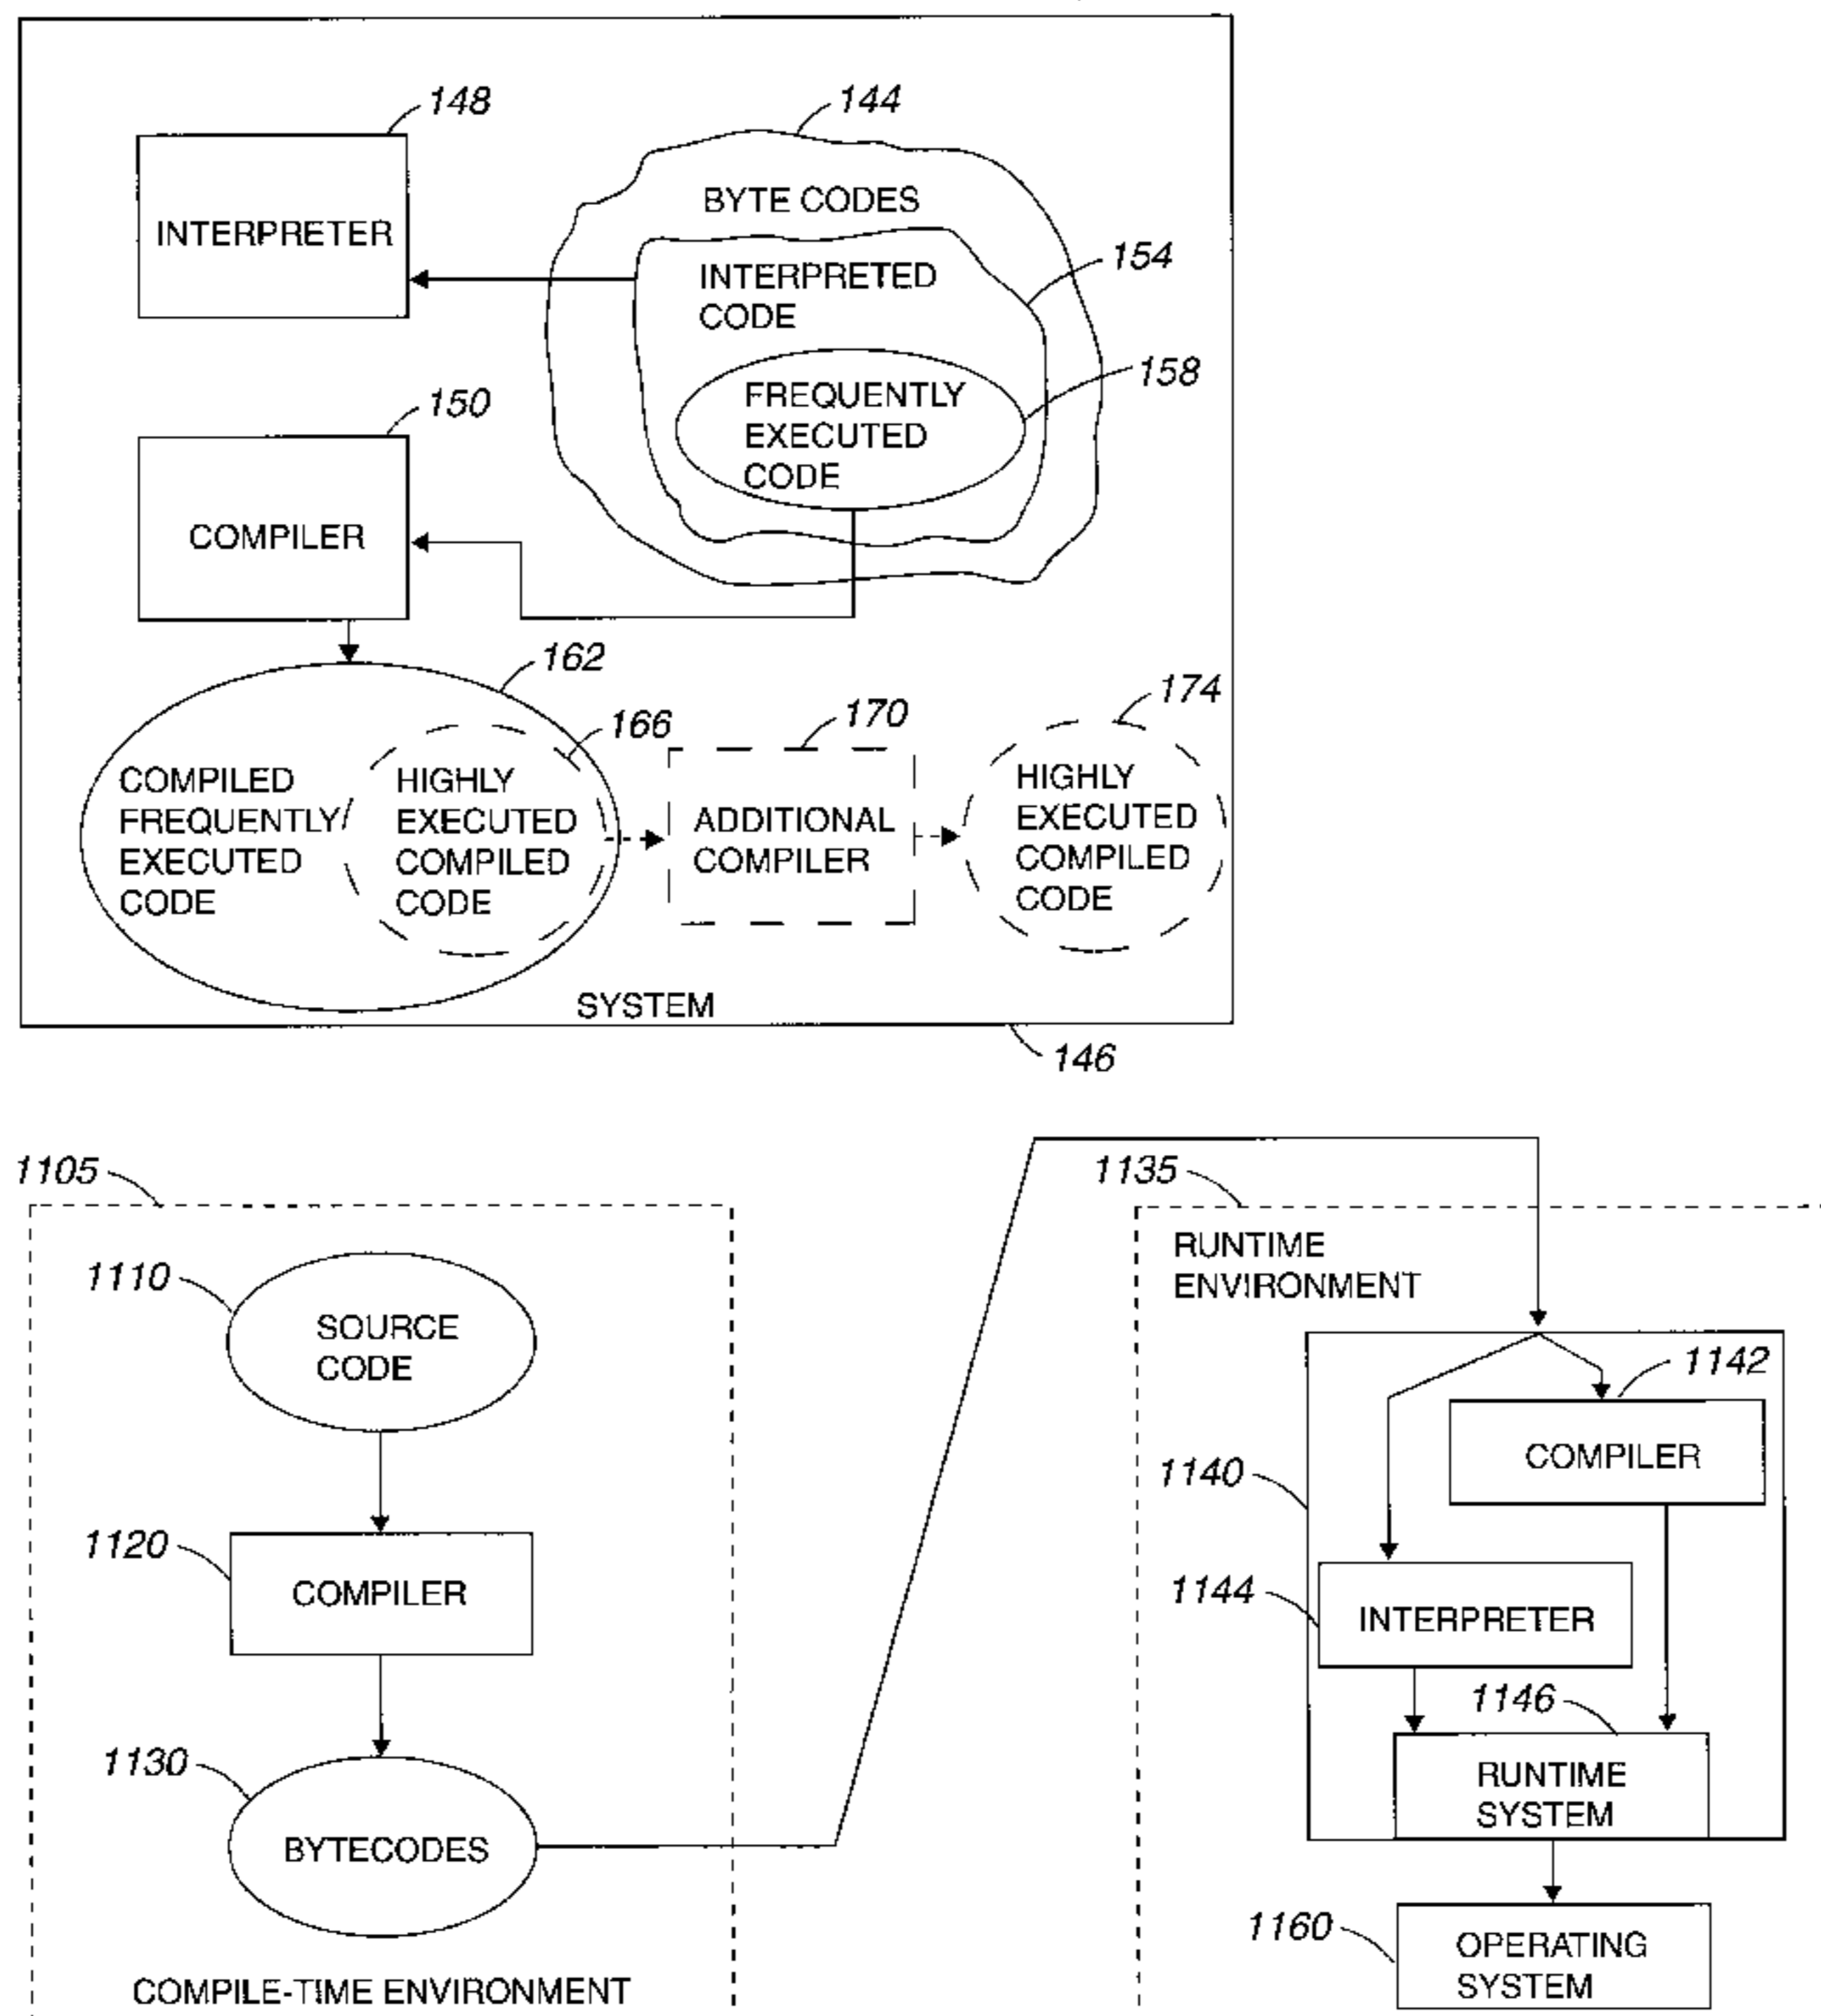 148
144
BYTE CODES
INTERPRETER
154
INTERPRETED
CODE
158
FREQUENTLY
EXECUTED
CODE
150
COMPILER
162
174
166
170
COMPILED
FREQUENTLY
EXECUTED
CODE
HIGHLY
EXECUTED
COMPILED
CODE
ADDITIONAL
COMPILER
HIGHLY
EXECUTED
COMPILED
CODE
SYSTEM
146
1105
1135
RUNTIME
ENVIRONMENT
1110
SOURCE
CODE
1142
COMPILER
1140
1120
COMPILER
1144
INTERPRETER
1146
RUNTIME
SYSTEM
1130
BYTECODES
1160
OPERATING
SYSTEM
COMPILE-TIME ENVIRONMENT